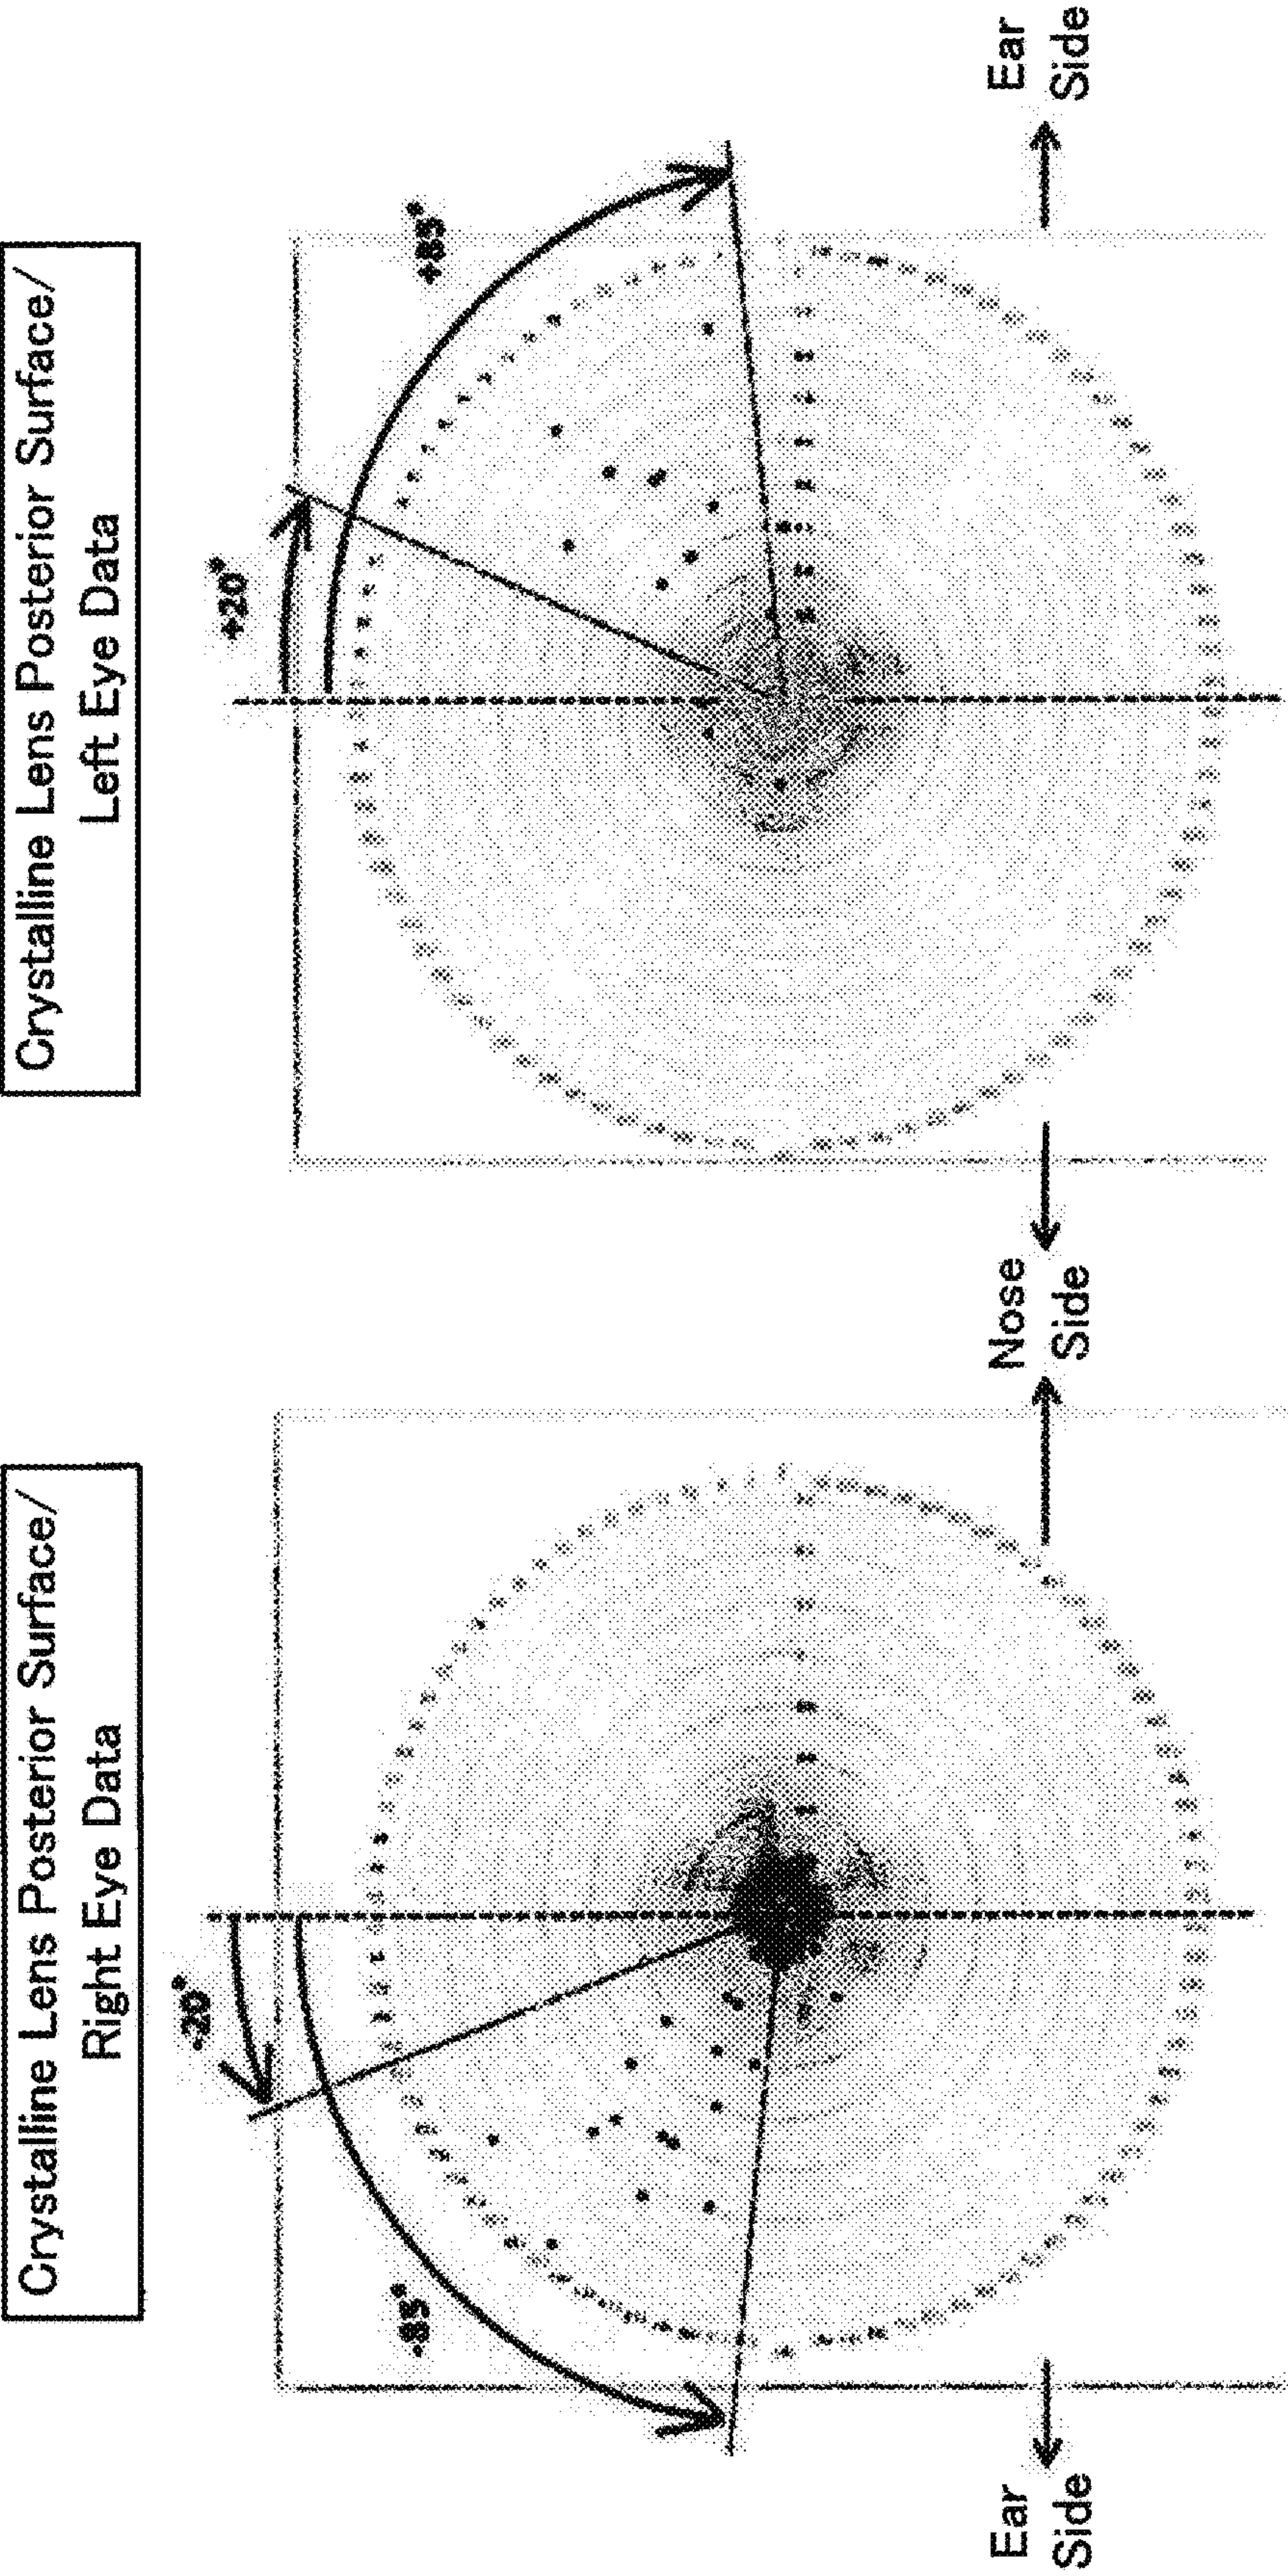 Crystalline Lens Posterior Surface/
Right Eye Data
-20°
-85°
Ear
Side
Nose
Side
Crystalline Lens Posterior Surface/
Left Eye Data
+20°
+85°
Ear
Side